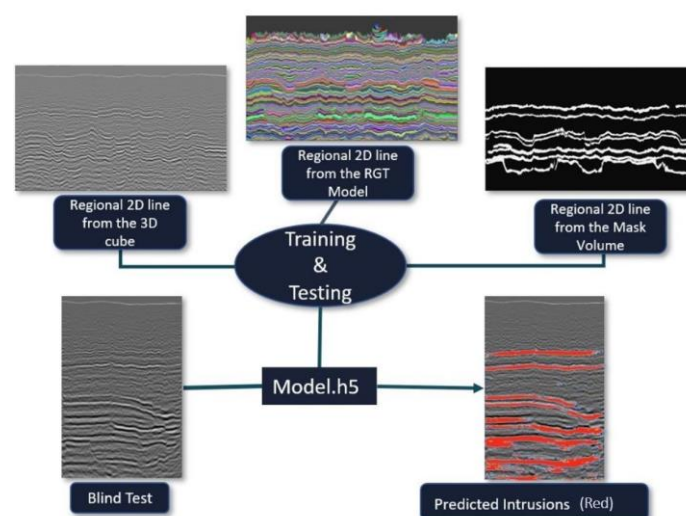 Regional 2D line
from the RGT
Model
Regional 2D line
from the 3D
cube
Regional 2D line
from the Mask
Volume
Training
&
Testing
Model.h5
Blind Test
Predicted Intrusions (Red)